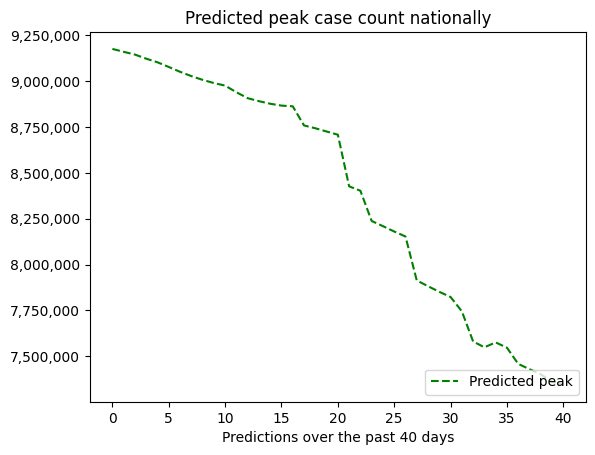 Predicted peak case count nationally
9,250,000
9,000,000
8,750,000
8,500,000
8,250,000
8,000,000
7,750,000
7,500,000
Predicted peak
0 5 10 15 20 25 30 35 40
Predictions over the past 40 days